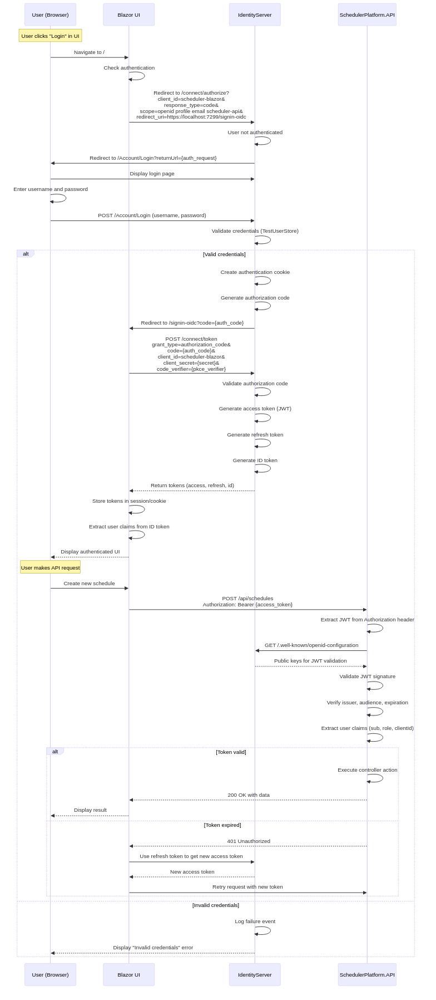 User (Browser)
Blazor UI
IdentityServer
SchedulerPlatform.API
User clicks "Login" in UI
Navigate to /
Check authentication
Redirect to /connect/authorize?
client_id=scheduler-blazor&
response_type=code&
scope=openid profile email scheduler-api&
redirect_uri=https://localhost:7299/signin-oidc
User not authenticated
Redirect to /Account/Login?returnUrl={auth_request}
Display login page
Enter username and password
POST /Account/Login (username, password)
Validate credentials (TestUserStore)
alt
[Valid credentials]
Create authentication cookie
Generate authorization code
Redirect to /signin-oidc?code={auth_code}
POST /connect/token
grant_type=authorization_code&
code={auth_code}&
client_id=scheduler-blazor&
client_secret={secret}&
code_verifier={pkce_verifier}
Validate authorization code
Generate access token (JWT)
Generate refresh token
Generate ID token
Return tokens (access, refresh, id)
Store tokens in session/cookie
Extract user claims from ID token
Display authenticated UI
User makes API request
Create new schedule
POST /api/schedules
Authorization: Bearer {access_token}
Extract JWT from Authorization header
GET /.well-known/openid-configuration
Public keys for JWT validation
Validate JWT signature
Verify issuer, audience, expiration
Extract user claims (sub, role, clientId)
alt
[Token valid]
Execute controller action
200 OK with data
Display result
[Token expired]
401 Unauthorized
Use refresh token to get new access token
New access token
Retry request with new token
[Invalid credentials]
Log failure event
Display "Invalid credentials" error
User (Browser)
Blazor UI
IdentityServer
SchedulerPlatform.API